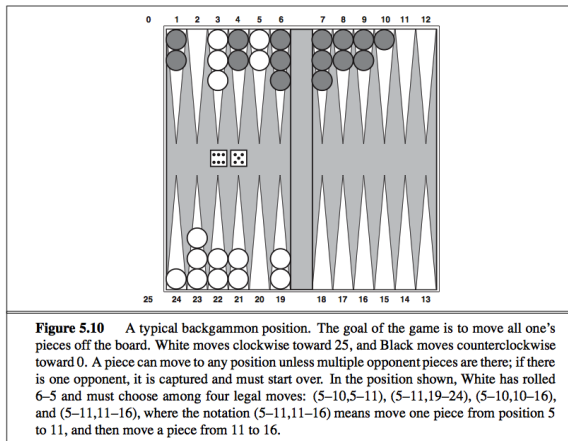 0 1 2 3 4 5 6 7 8 9 10 11 12
25 24 23 22 21 20 19 18 17 16 15 14 13
Figure 5.10 A typical backgammon position. The goal of the game is to move all one's
pieces off the board. White moves clockwise toward 25, and Black moves counterclockwise
toward 0. A piece can move to any position unless multiple opponent pieces are there; if there
is one opponent, it is captured and must start over. In the position shown, White has rolled
6–5 and must choose among four legal moves: (5–10,5–11), (5–11,19–24), (5–10,10–16),
and (5–11,11–16), where the notation (5–11,11–16) means move one piece from position 5
to 11, and then move a piece from 11 to 16.